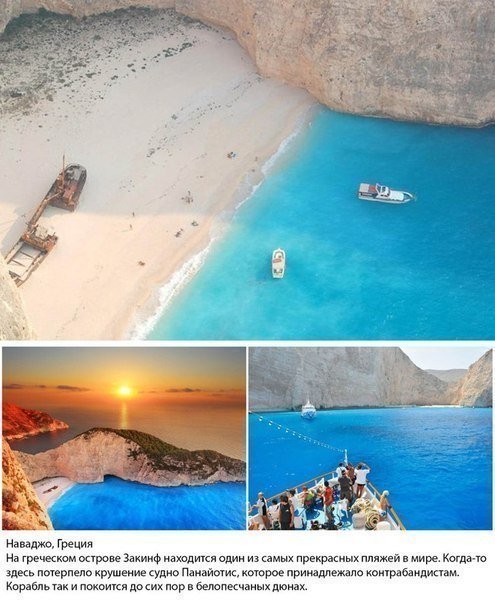 Наваджо, Греция
На греческом острове Закинф находится один из самых прекрасных пляжей в мире. Когда-то
здесь потерпело крушение судно Панайотис, которое принадлежало контрабандистам.
Корабль так и покоится до сих пор в белопесчаных дюнах.